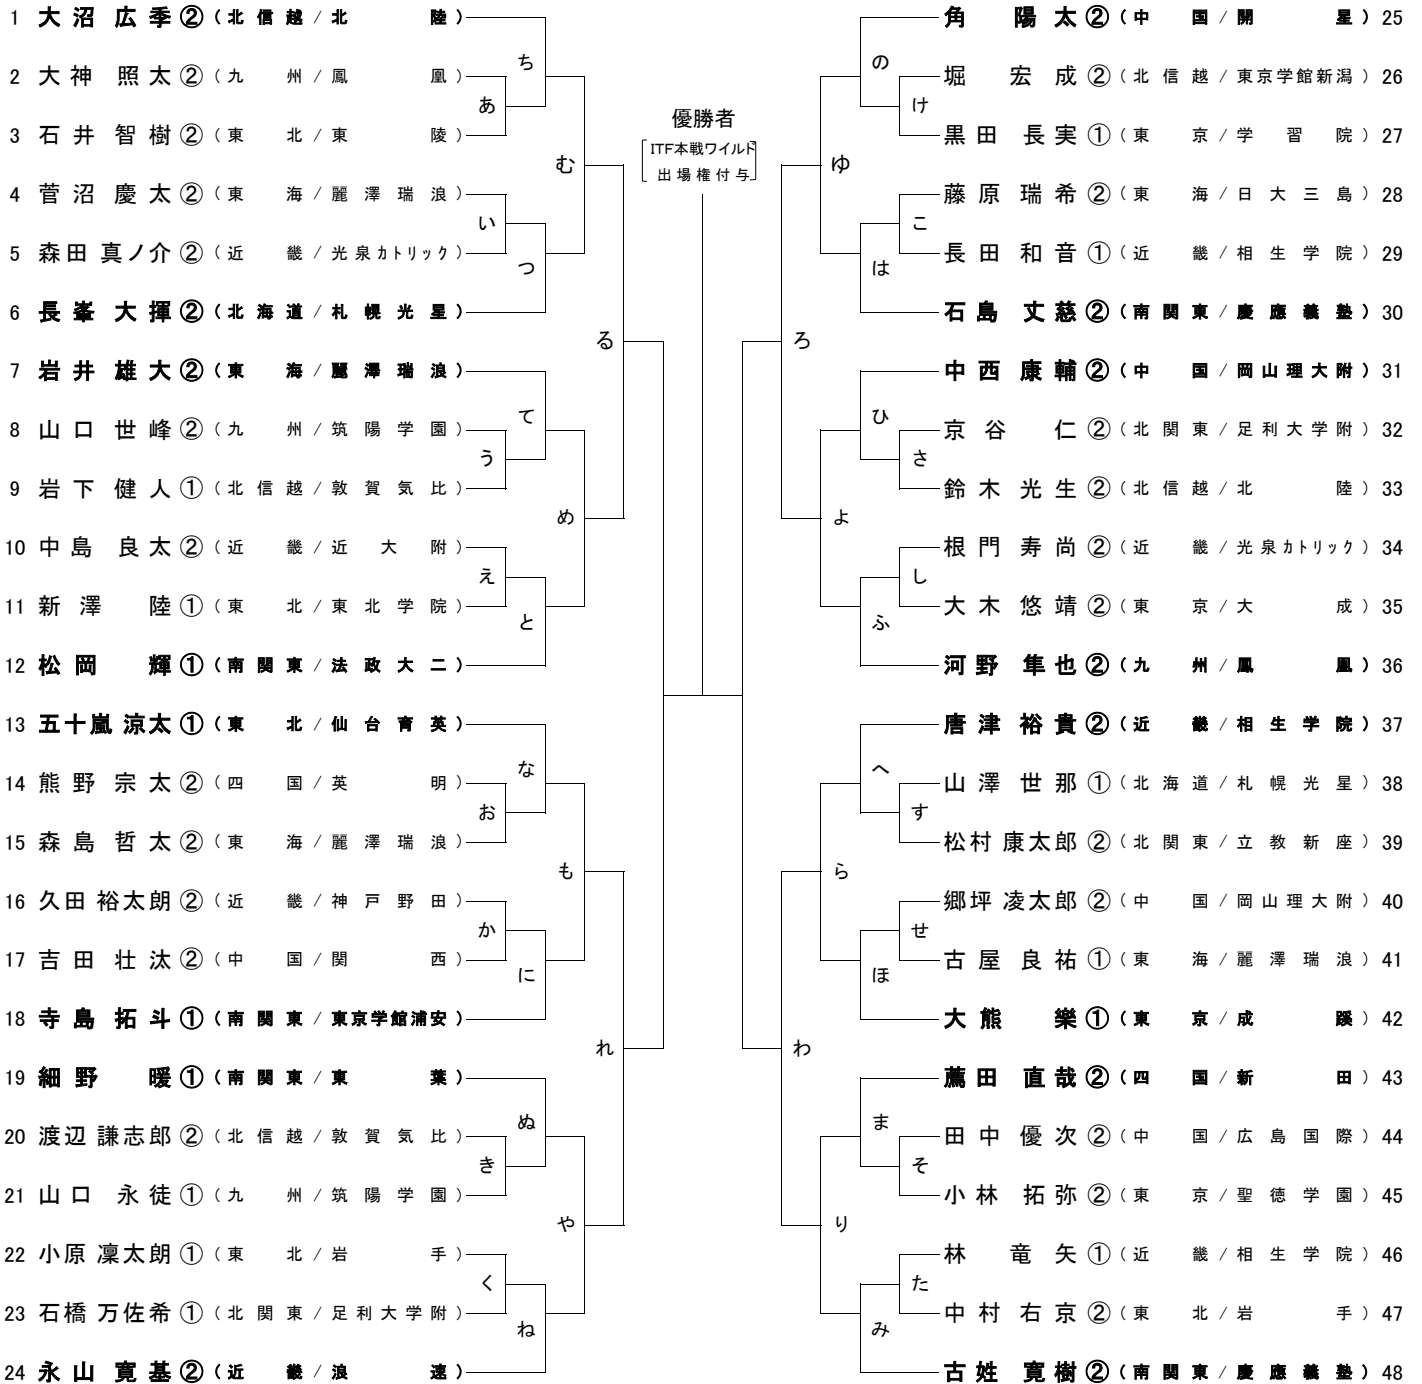 1 大沼 広季 ② (北信越/北陸)
ち
2 大神 照太 ② (九州/鳳凰)
あ
3 石井 智樹 ② (東北/東陵)
む
4 菅沼 慶太 ② (東海/麗澤瑞浪)
い
5 森田 真ノ介 ② (近畿/光泉カトリック)
つ
6 長峯 大揮 ② (北海道/札幌光星)
る
7 岩井 雄大 ② (東海/麗澤瑞浪)
て
8 山口 世峰 ② (九州/筑陽学園)
う
9 岩下 健人 ① (北信越/敦賀気比)
め
10 中島 良太 ② (近畿/近大附)
え
11 新澤 陸 ① (東北/東北学院)
と
12 松岡 輝 ① (南関東/法政大二)
13 五十嵐 涼太 ① (東北/仙台育英)
な
14 熊野 宗太 ② (四国/英明)
お
15 森島 哲太 ② (東海/麗澤瑞浪)
も
16 久田 裕太朗 ② (近畿/神戸野田)
か
17 吉田 壮汰 ② (中国/関西)
に
18 寺島 拓斗 ① (南関東/東京学館浦安)
れ
19 細野 暖 ① (南関東/東葉)
ぬ
20 渡辺 謙志郎 ② (北信越/敦賀気比)
き
21 山口 永徒 ① (九州/筑陽学園)
や
22 小原 凜太朗 ① (東北/岩手)
く
23 石橋 万佐希 ① (北関東/足利大学附)
ね
24 永山 寛基 ② (近畿/浪速)
優勝者
ITF本戦ワイルド
出場権付与
角 陽太 ② (中国/開星) 25
の
堀 宏成 ② (北信越/東京学館新潟) 26
け
黒田 長実 ① (東京/学習院) 27
ゆ
藤原 瑞希 ② (東海/日大三島) 28
こ
長田 和音 ① (近畿/相生学院) 29
は
石島 丈慈 ② (南関東/慶應義塾) 30
ろ
中西 康輔 ② (中国/岡山理大附) 31
ひ
京谷 仁 ② (北関東/足利大学附) 32
さ
鈴木 光生 ② (北信越/北陸) 33
よ
根門 寿尚 ② (近畿/光泉カトリック) 34
し
大木 悠靖 ② (東京/大成) 35
ふ
河野 隼也 ② (九州/鳳凰) 36
唐津 裕貴 ② (近畿/相生学院) 37
へ
山澤 世那 ① (北海道/札幌光星) 38
す
松村 康太郎 ② (北関東/立教新座) 39
ら
郷坪 凌太郎 ② (中国/岡山理大附) 40
せ
古屋 良祐 ① (東海/麗澤瑞浪) 41
ほ
大熊 樂 ① (東京/成蹊) 42
わ
薦田 直哉 ② (四国/新田) 43
ま
田中 優次 ② (中国/広島国際) 44
そ
小林 拓弥 ② (東京/聖徳学園) 45
り
林 竜矢 ① (近畿/相生学院) 46
た
中村 右京 ② (東北/岩手) 47
み
古姓 寛樹 ② (南関東/慶應義塾) 48